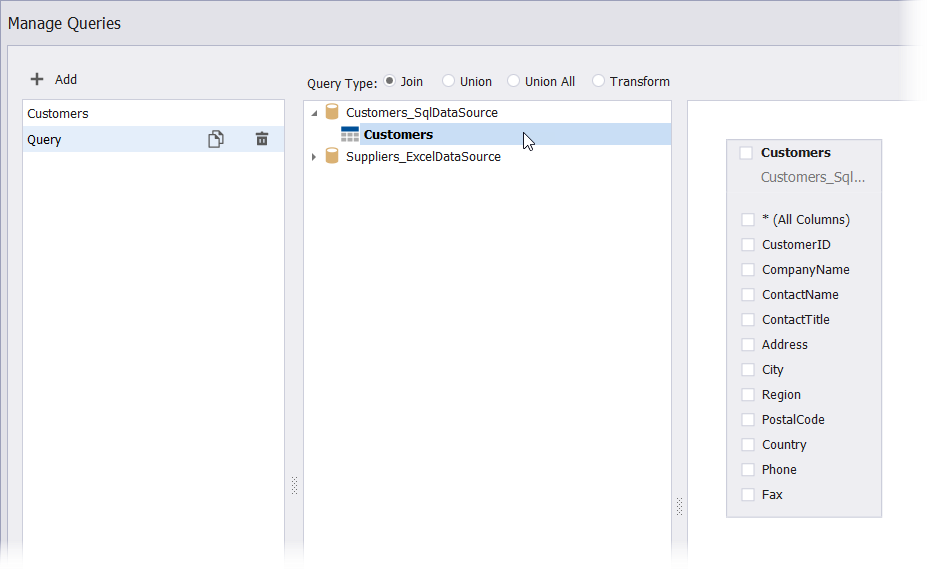 Manage Queries
Add
Customers
Query
Query Type: Join Union Union All Transform
Customers_SqlDataSource
Customers
Suppliers_ExcelDataSource
Customers
Customers_Sql...
* (All Columns)
CustomerID
CompanyName
ContactName
ContactTitle
Address
City
Region
PostalCode
Country
Phone
Fax